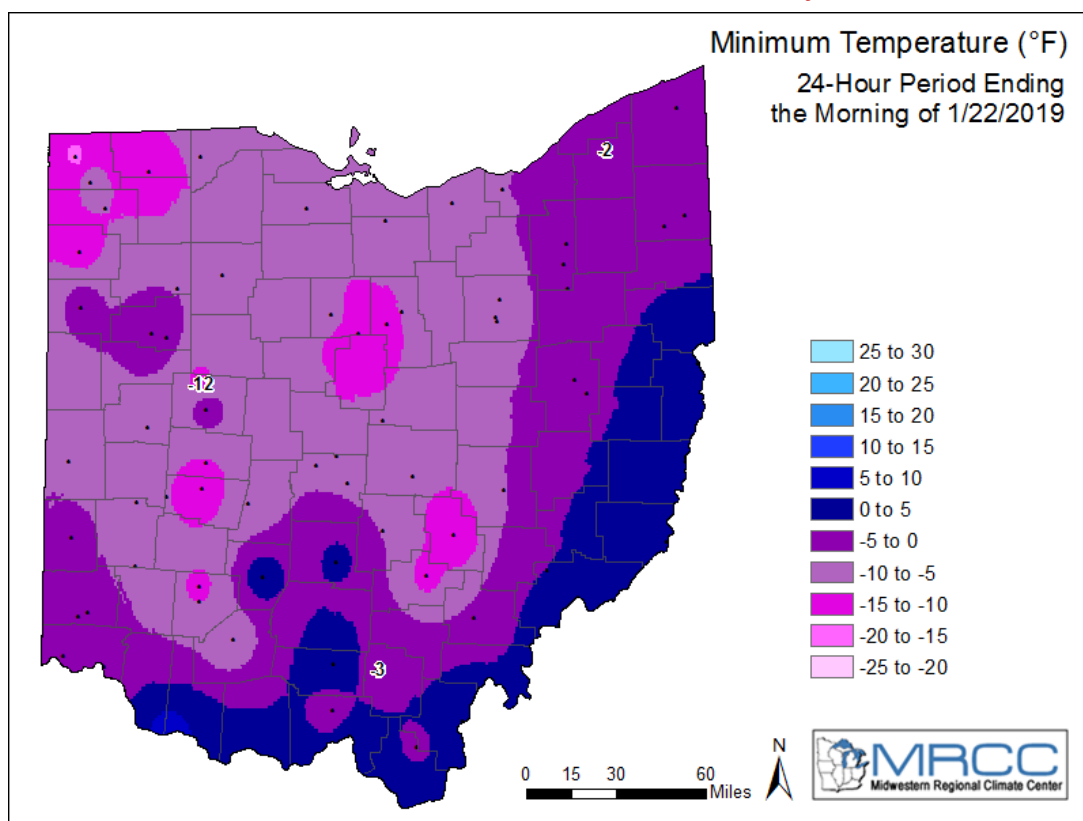 Minimum Temperature (°F)
24-Hour Period Ending
the Morning of 1/22/2019
-2
-12
-3
25 to 30
20 to 25
15 to 20
10 to 15
5 to 10
0 to 5
-5 to 0
-10 to -5
-15 to -10
-20 to -15
-25 to -20
0 15 30 60
Miles
N
MRCC
Midwestern Regional Climate Center